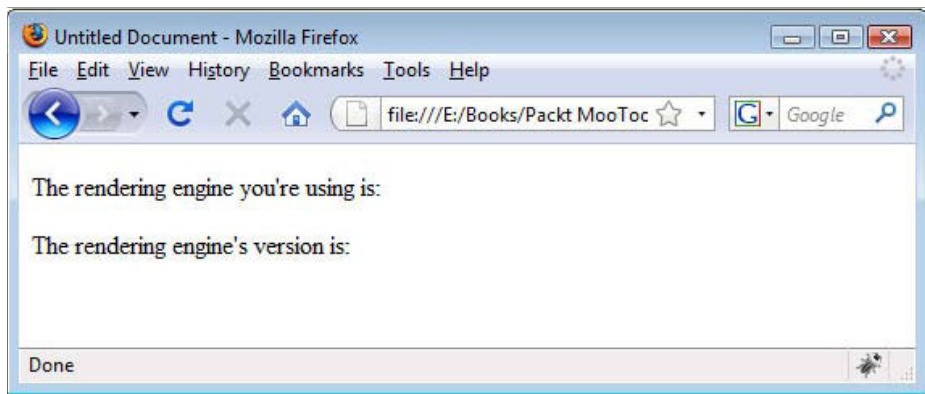 Untitled Document - Mozilla Firefox
File Edit View History Bookmarks Tools Help
file:///E:/Books/Packt MooToc
G Google
The rendering engine you're using is:
The rendering engine's version is:
Done